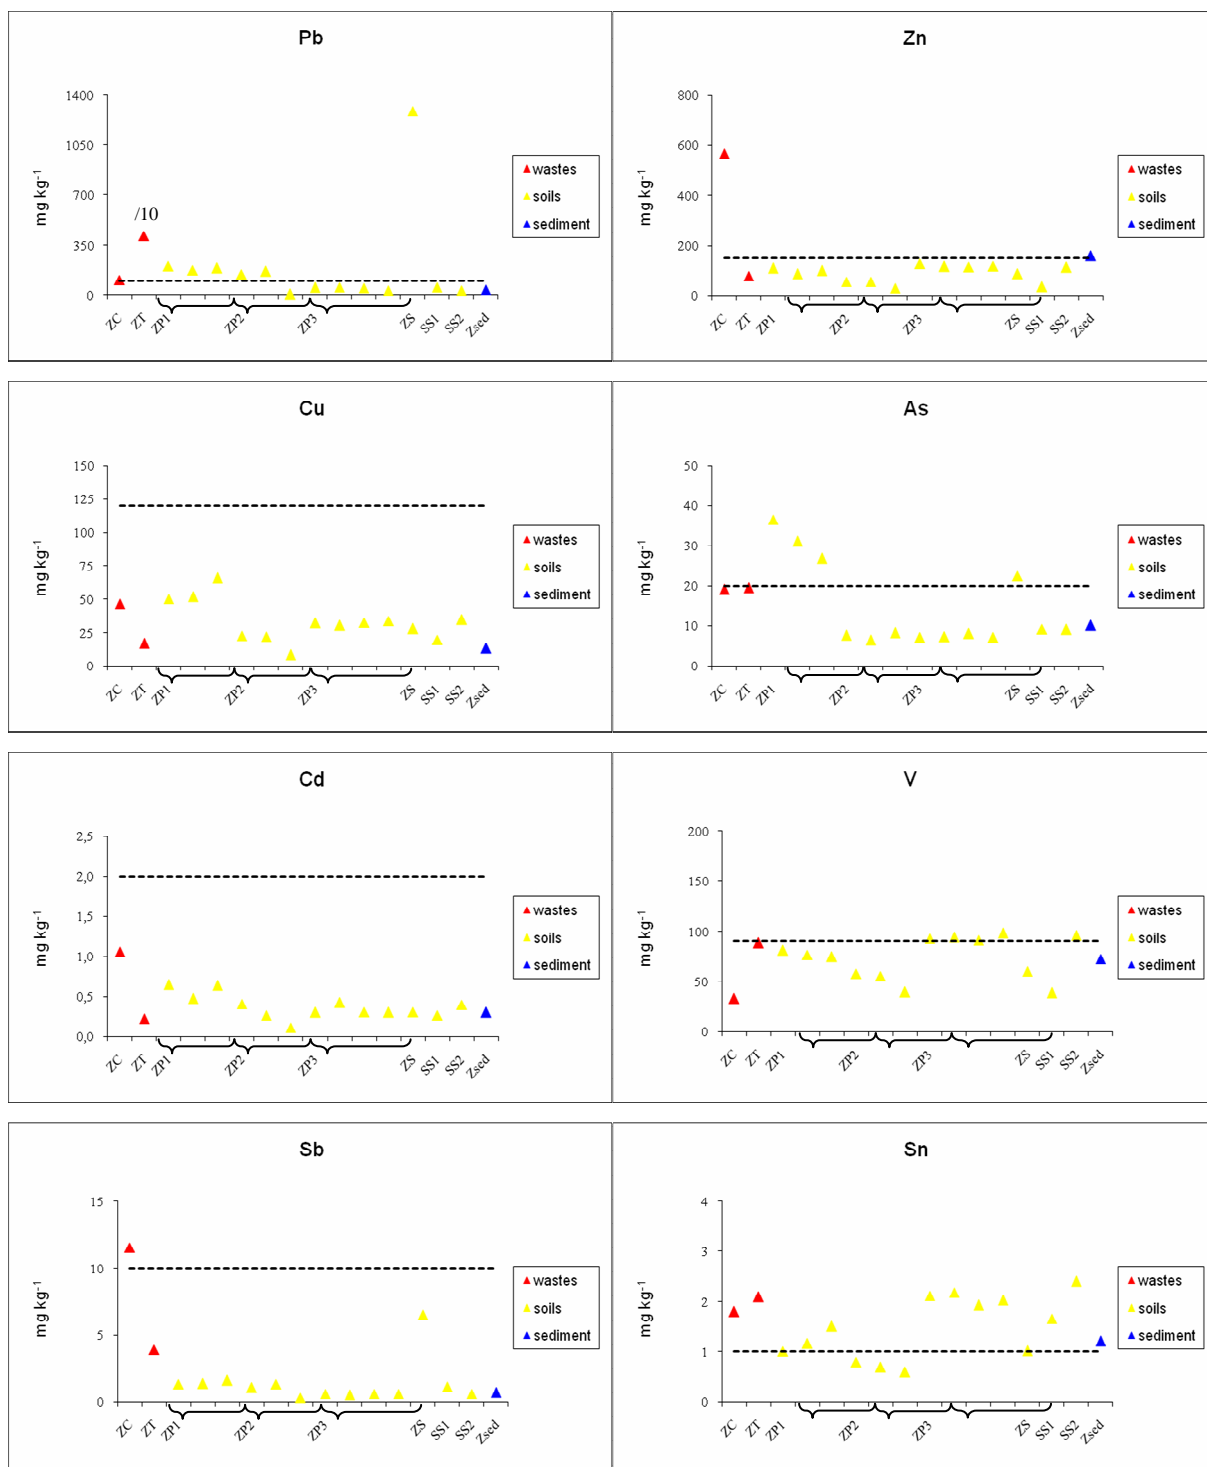 Pb
1400
1050
700
350
0
mg kg-1
/10
wastes
soils
sediment
ZC ZT ZP1 ZP2 ZP3 ZS SS1 SS2 Zsed
Zn
800
600
400
200
0
mg kg-1
wastes
soils
sediment
ZC ZT ZP1 ZP2 ZP3 ZS SS1 SS2 Zsed
Cu
150
125
100
75
50
25
0
mg kg-1
wastes
soils
sediment
ZC ZT ZP1 ZP2 ZP3 ZS SS1 SS2 Zsed
As
50
40
30
20
10
0
mg kg-1
wastes
soils
sediment
ZC ZT ZP1 ZP2 ZP3 ZS SS1 SS2 Zsed
Cd
2,5
2,0
1,5
1,0
0,5
0,0
mg kg-1
wastes
soils
sediment
ZC ZT ZP1 ZP2 ZP3 ZS SS1 SS2 Zsed
V
200
150
100
50
0
mg kg-1
wastes
soils
sediment
ZC ZT ZP1 ZP2 ZP3 ZS SS1 SS2 Zsed
Sb
15
10
5
0
mg kg-1
wastes
soils
sediment
ZC ZT ZP1 ZP2 ZP3 ZS SS1 SS2 Zsed
Sn
4
3
2
1
0
mg kg-1
wastes
soils
sediment
ZC ZT ZP1 ZP2 ZP3 ZS SS1 SS2 Zsed